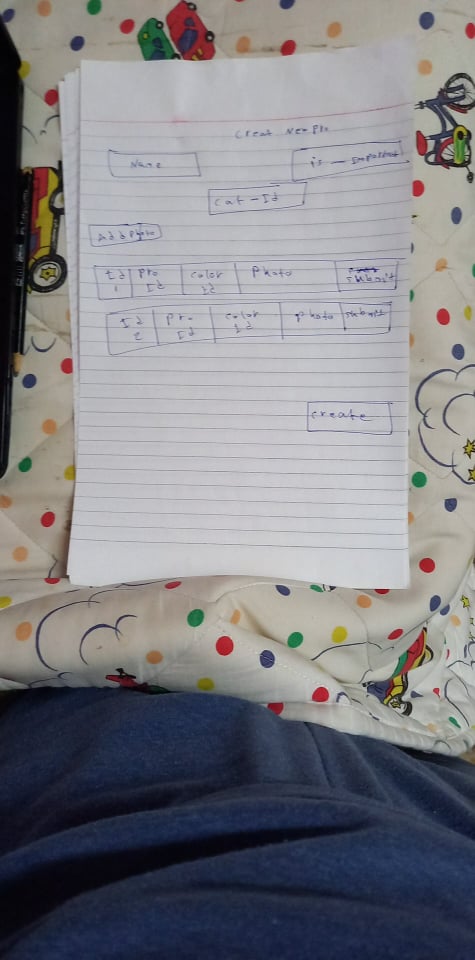 Creat New Pro
Name
is - Important
Cat - Id
Add Photo
Id Pro color Photo submit
1 Id Id
Id Pro color Photo submit
2 Id Id
create